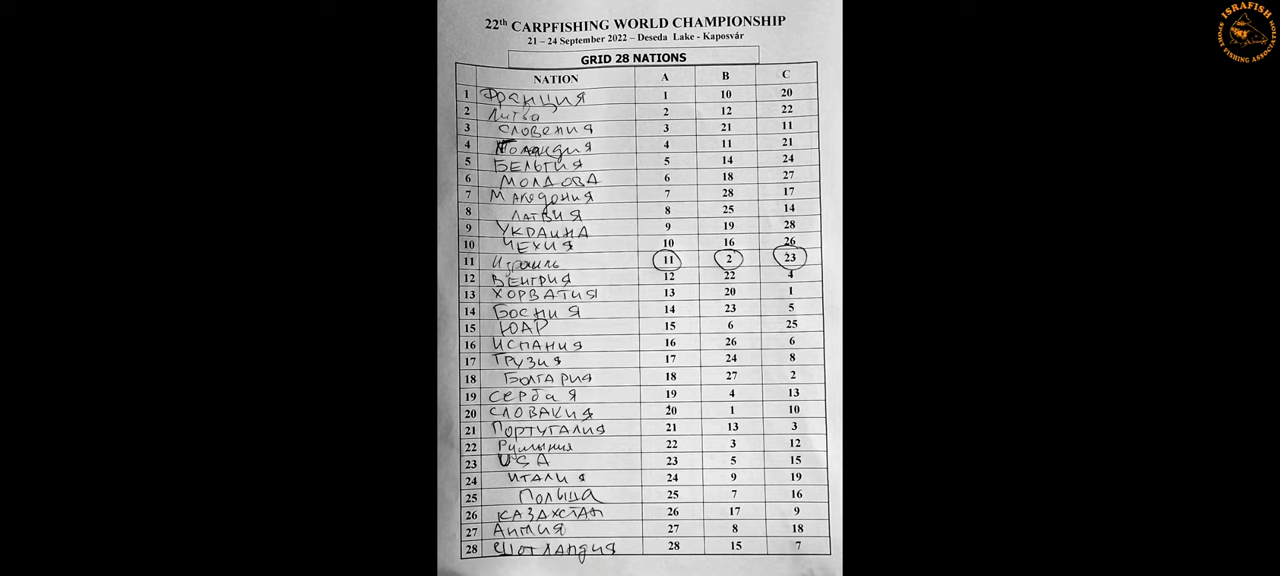 22th CARPFISHING WORLD CHAMPIONSHIP
21 – 24 September 2022 – Deseda Lake - Kaposvár
GRID 28 NATIONS
NATION A B C
1 Франция 1 10 20
2 Литва 2 12 22
3 СЛОВЕНИЯ 3 21 11
4 4 11 21
5 БЕЛЬГИЯ 5 14 24
6 МОЛДОВА 6 18 27
7 Македония 7 28 17
8 ЛАТВИЯ 8 25 14
9 УКРАИНА 9 19 28
10 ЧЕХИЯ 10 16 26
11 Израиль 11 2 23
12 ВЕНГРИЯ 12 22 4
13 ХОРВАТИЯ 13 20 1
14 БОСНИЯ 14 23 5
15 ЮАР 15 6 25
16 ИСПАНИЯ 16 26 6
17 ГРУЗИЯ 17 24 8
18 БОЛГАРИЯ 18 27 2
19 19 4 13
20 СЛОВАКИЯ 20 1 10
21 ПОРТУГАЛИЯ 21 13 3
22 Румыния 22 3 12
23 USA 23 5 15
24 ИТАЛИЯ 24 9 19
25 Польша 25 7 16
26 КАЗАХСТАН 26 17 9
27 Англия 27 8 18
28 Шотландия 28 15 7
ISRAFISH
SPORT FISHING ASSOCIATION